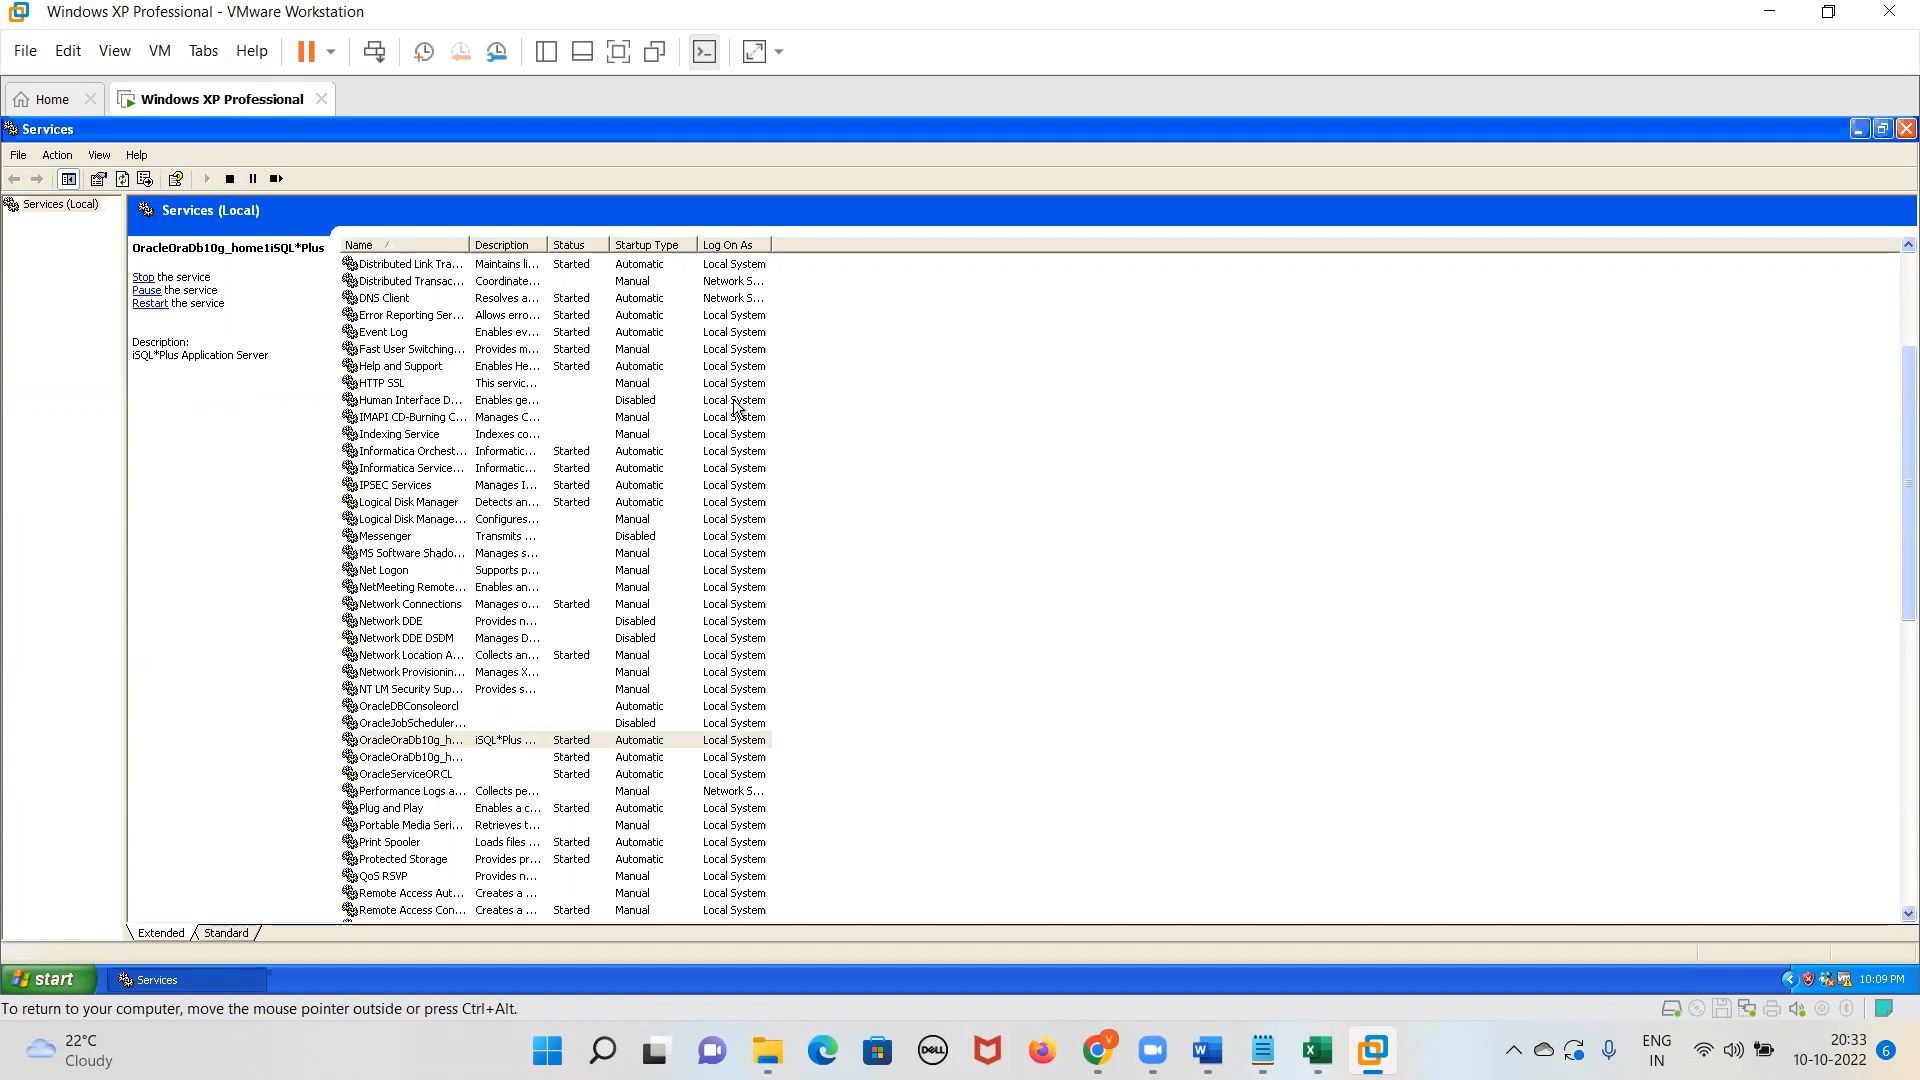 Windows XP Professional - VMware Workstation
File Edit View VM Tabs Help
Home Windows XP Professional
Services
File Action View Help
Services (Local)
Services (Local)
OracleOraDb10g_home1iSQL*Plus
Stop the service
Pause the service
Restart the service
Description:
iSQL*Plus Application Server
Name Description Status Startup Type Log On As
Distributed Link Tra... Maintains li... Started Automatic Local System
Distributed Transac... Coordinate... Manual Network S...
DNS Client Resolves a... Started Automatic Network S...
Error Reporting Ser... Allows erro... Started Automatic Local System
Event Log Enables ev... Started Automatic Local System
Fast User Switching... Provides m... Started Manual Local System
Help and Support Enables He... Started Automatic Local System
HTTP SSL This servic... Manual Local System
Human Interface D... Enables ge... Disabled Local System
IMAPI CD-Burning C... Manages C... Manual Local System
Indexing Service Indexes co... Manual Local System
Informatica Orchest... Informatic... Started Automatic Local System
Informatica Service... Informatic... Started Automatic Local System
IPSEC Services Manages I... Started Automatic Local System
Logical Disk Manager Detects an... Started Automatic Local System
Logical Disk Manage... Configures... Manual Local System
Messenger Transmits ... Disabled Local System
MS Software Shado... Manages s... Manual Local System
Net Logon Supports p... Manual Local System
NetMeeting Remote... Enables an... Manual Local System
Network Connections Manages o... Started Manual Local System
Network DDE Provides n... Disabled Local System
Network DDE DSDM Manages D... Disabled Local System
Network Location A... Collects an... Started Manual Local System
Network Provisionin... Manages X... Manual Local System
NT LM Security Sup... Provides s... Manual Local System
OracleDBConsoleorcl Automatic Local System
OracleJobScheduler... Disabled Local System
OracleOraDb10g_h... iSQL*Plus ... Started Automatic Local System
OracleOraDb10g_h... Started Automatic Local System
OracleServiceORCL Started Automatic Local System
Performance Logs a... Collects pe... Manual Network S...
Plug and Play Enables a c... Started Automatic Local System
Portable Media Seri... Retrieves t... Manual Local System
Print Spooler Loads files ... Started Automatic Local System
Protected Storage Provides pr... Started Automatic Local System
QoS RSVP Provides n... Manual Local System
Remote Access Aut... Creates a ... Manual Local System
Remote Access Con... Creates a ... Started Manual Local System
Extended Standard
start Services 10:09 PM
To return to your computer, move the mouse pointer outside or press Ctrl+Alt.
22°C
Cloudy
DELL
V
ENG
IN
20:33
10-10-2022
6